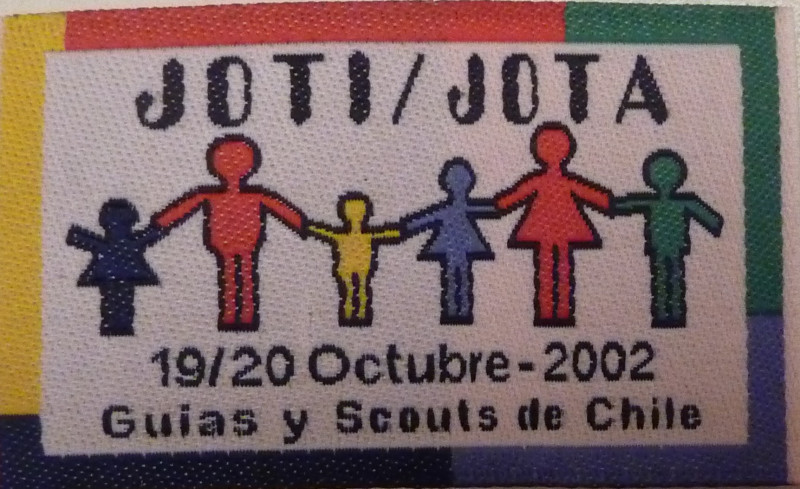 JOTI/JOTA
19/20 Octubre-2002
Guias y Scouts de Chile